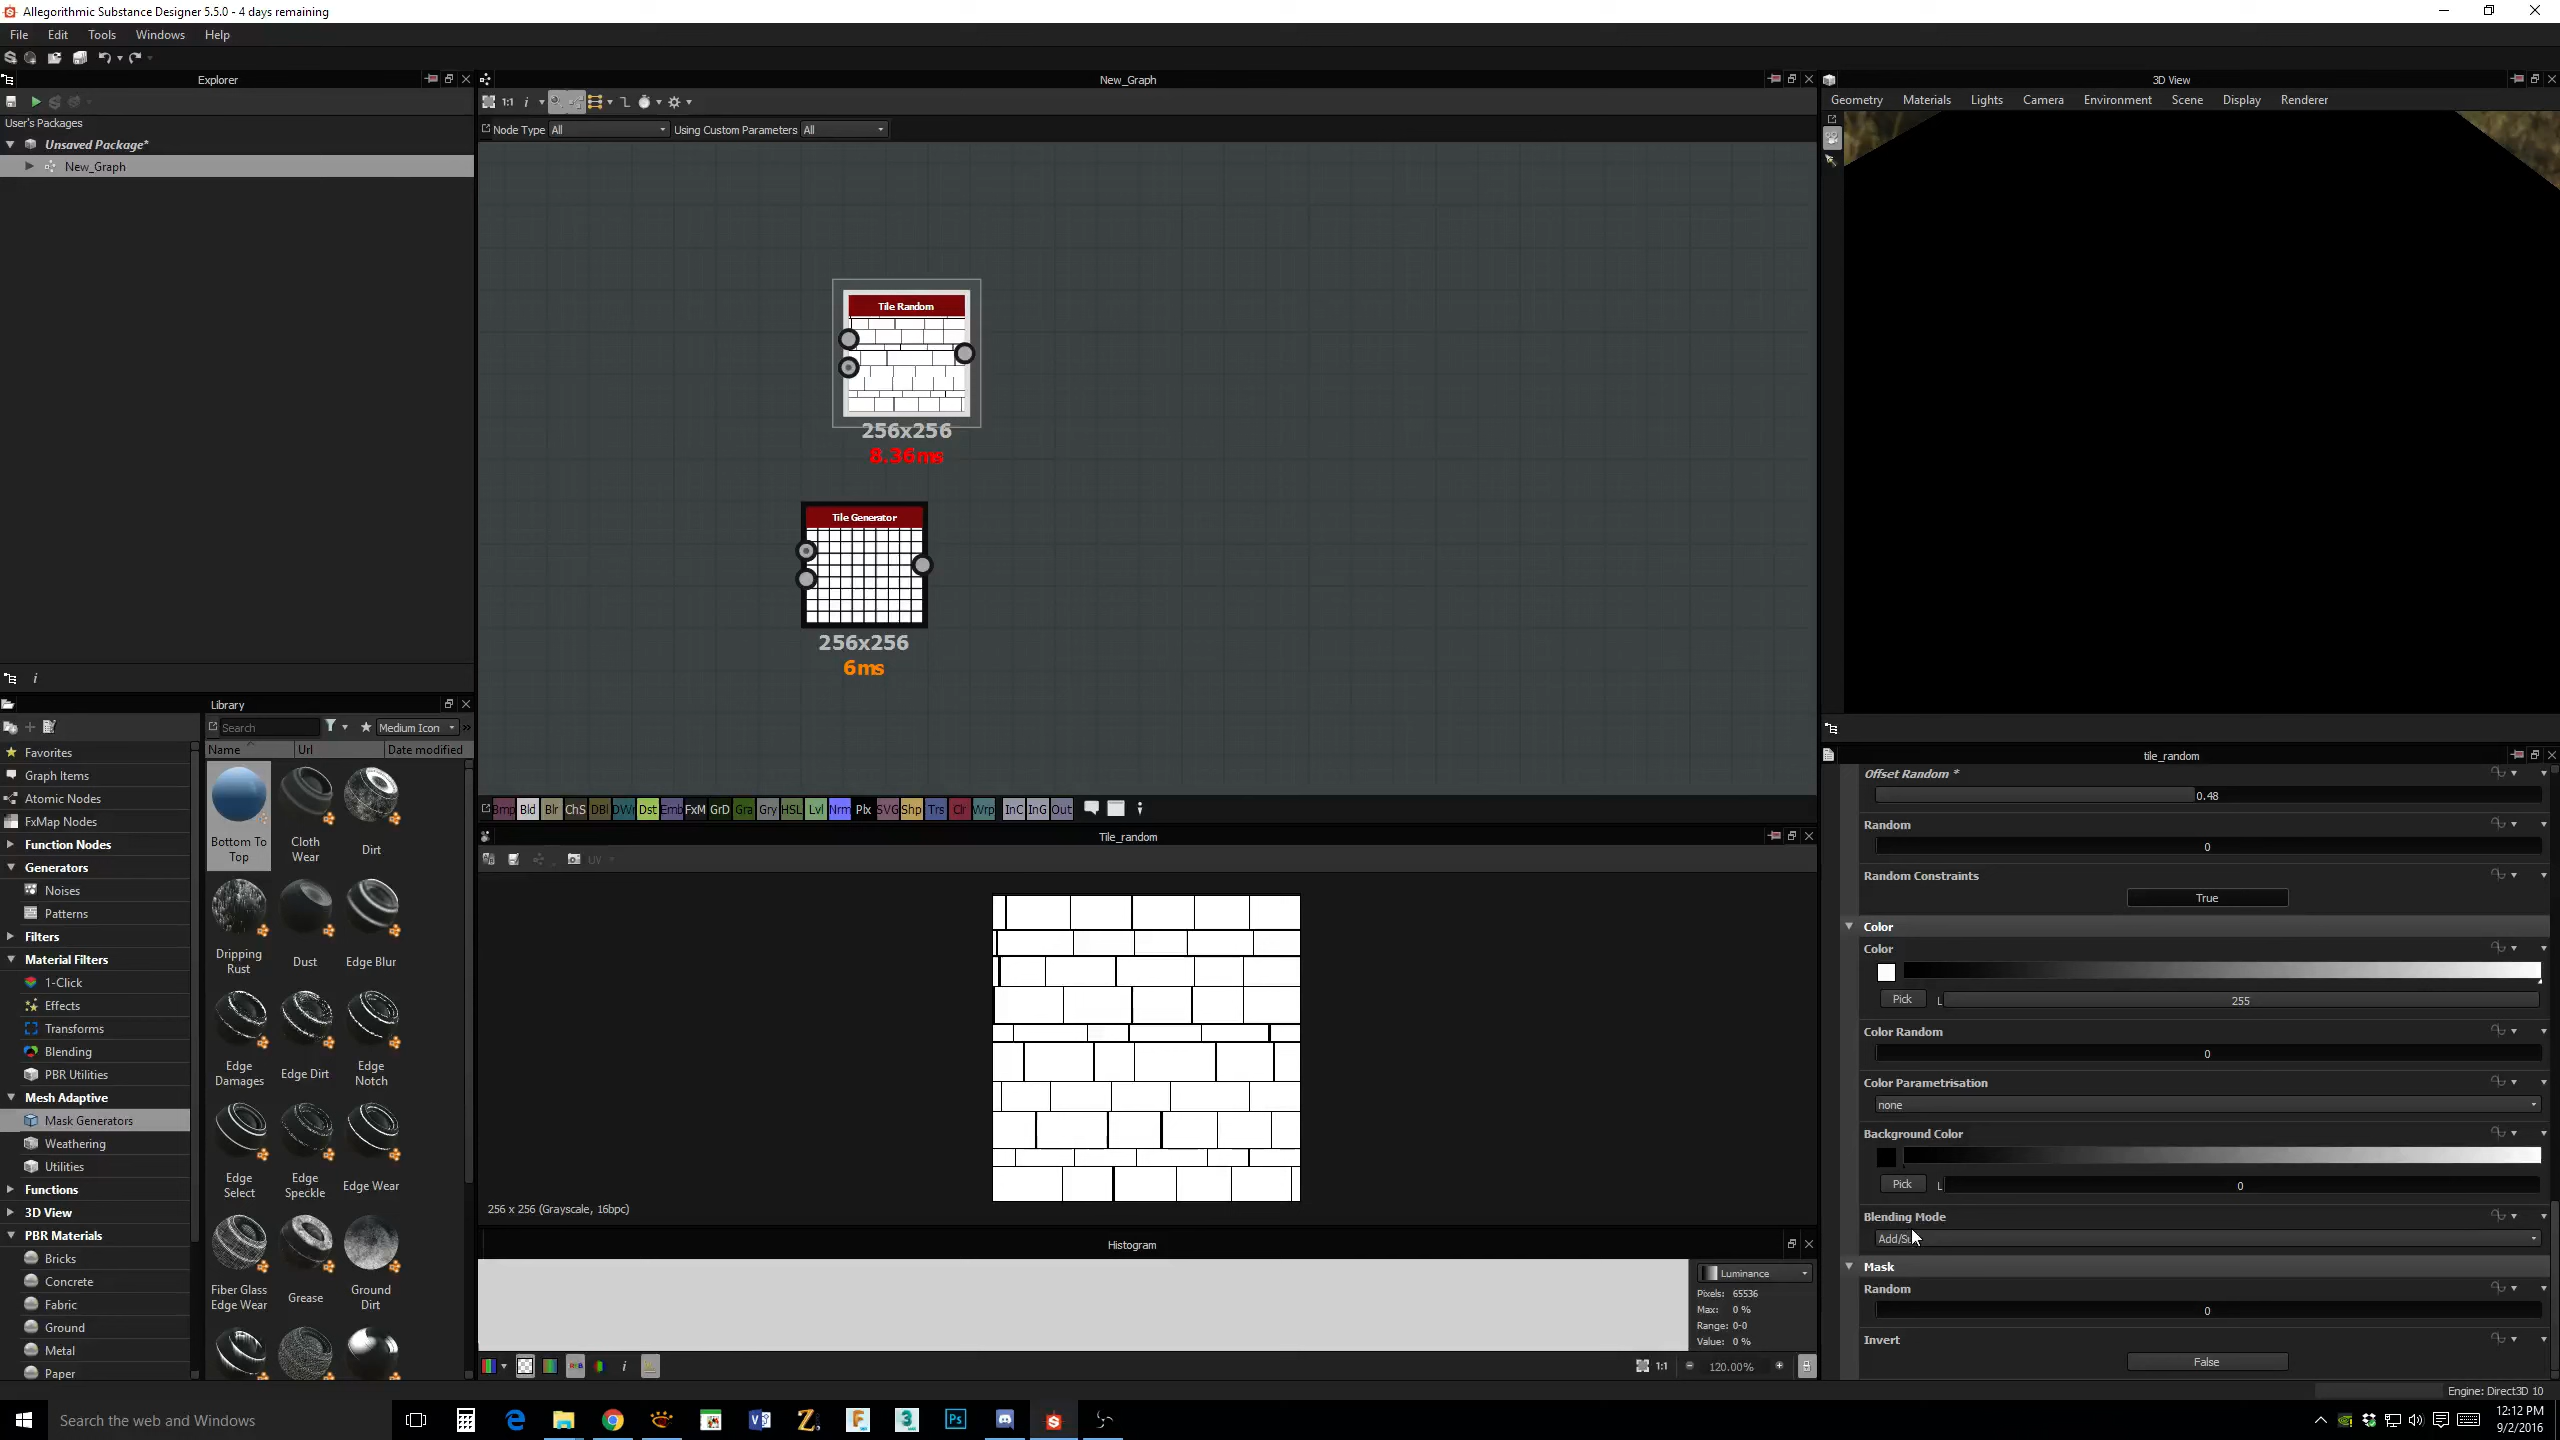 Allegorithmic Substance Designer 5.5.0 - 4 days remaining
File Edit Tools Windows Help
Explorer
User's Packages
Unsaved Package*
New_Graph
New_Graph
1:1
Node Type All Using Custom Parameters All
Tile Random
256x256
8.36ms
Tile Generator
256x256
6ms
Bmp Bld Blr ChS DBl DWr Dst Emb FxM GrD Gra Gry HSL Lvl Nrm Plx SVG Shp Trs Clr Wrp InC InG Out
3D View
Geometry Materials Lights Camera Environment Scene Display Renderer
Library
Search Medium Icon
Name Url Date modified
Favorites
Graph Items
Atomic Nodes
FxMap Nodes
Function Nodes
Generators
Noises
Patterns
Filters
Material Filters
1-Click
Effects
Transforms
Blending
PBR Utilities
Mesh Adaptive
Mask Generators
Weathering
Utilities
Functions
3D View
PBR Materials
Bricks
Concrete
Fabric
Ground
Metal
Paper
Bottom To Top
Cloth Wear
Dirt
Dripping Rust
Dust
Edge Blur
Edge Damages
Edge Dirt
Edge Notch
Edge Select
Edge Speckle
Edge Wear
Fiber Glass Edge Wear
Grease
Ground Dirt
Tile_random
UV
256 x 256 (Grayscale, 16bpc)
Histogram
Luminance
Pixels: 65536
Max: 0 %
Range: 0-0
Value: 0 %
1:1 120.00%
tile_random
Offset Random *
0.48
Random
0
Random Constraints
True
Color
Color
Pick L 255
Color Random
0
Color Parametrisation
none
Background Color
Pick L 0
Blending Mode
Mask
Random
0
Invert
False
Engine: Direct3D 10
Search the web and Windows
12:12 PM
9/2/2016